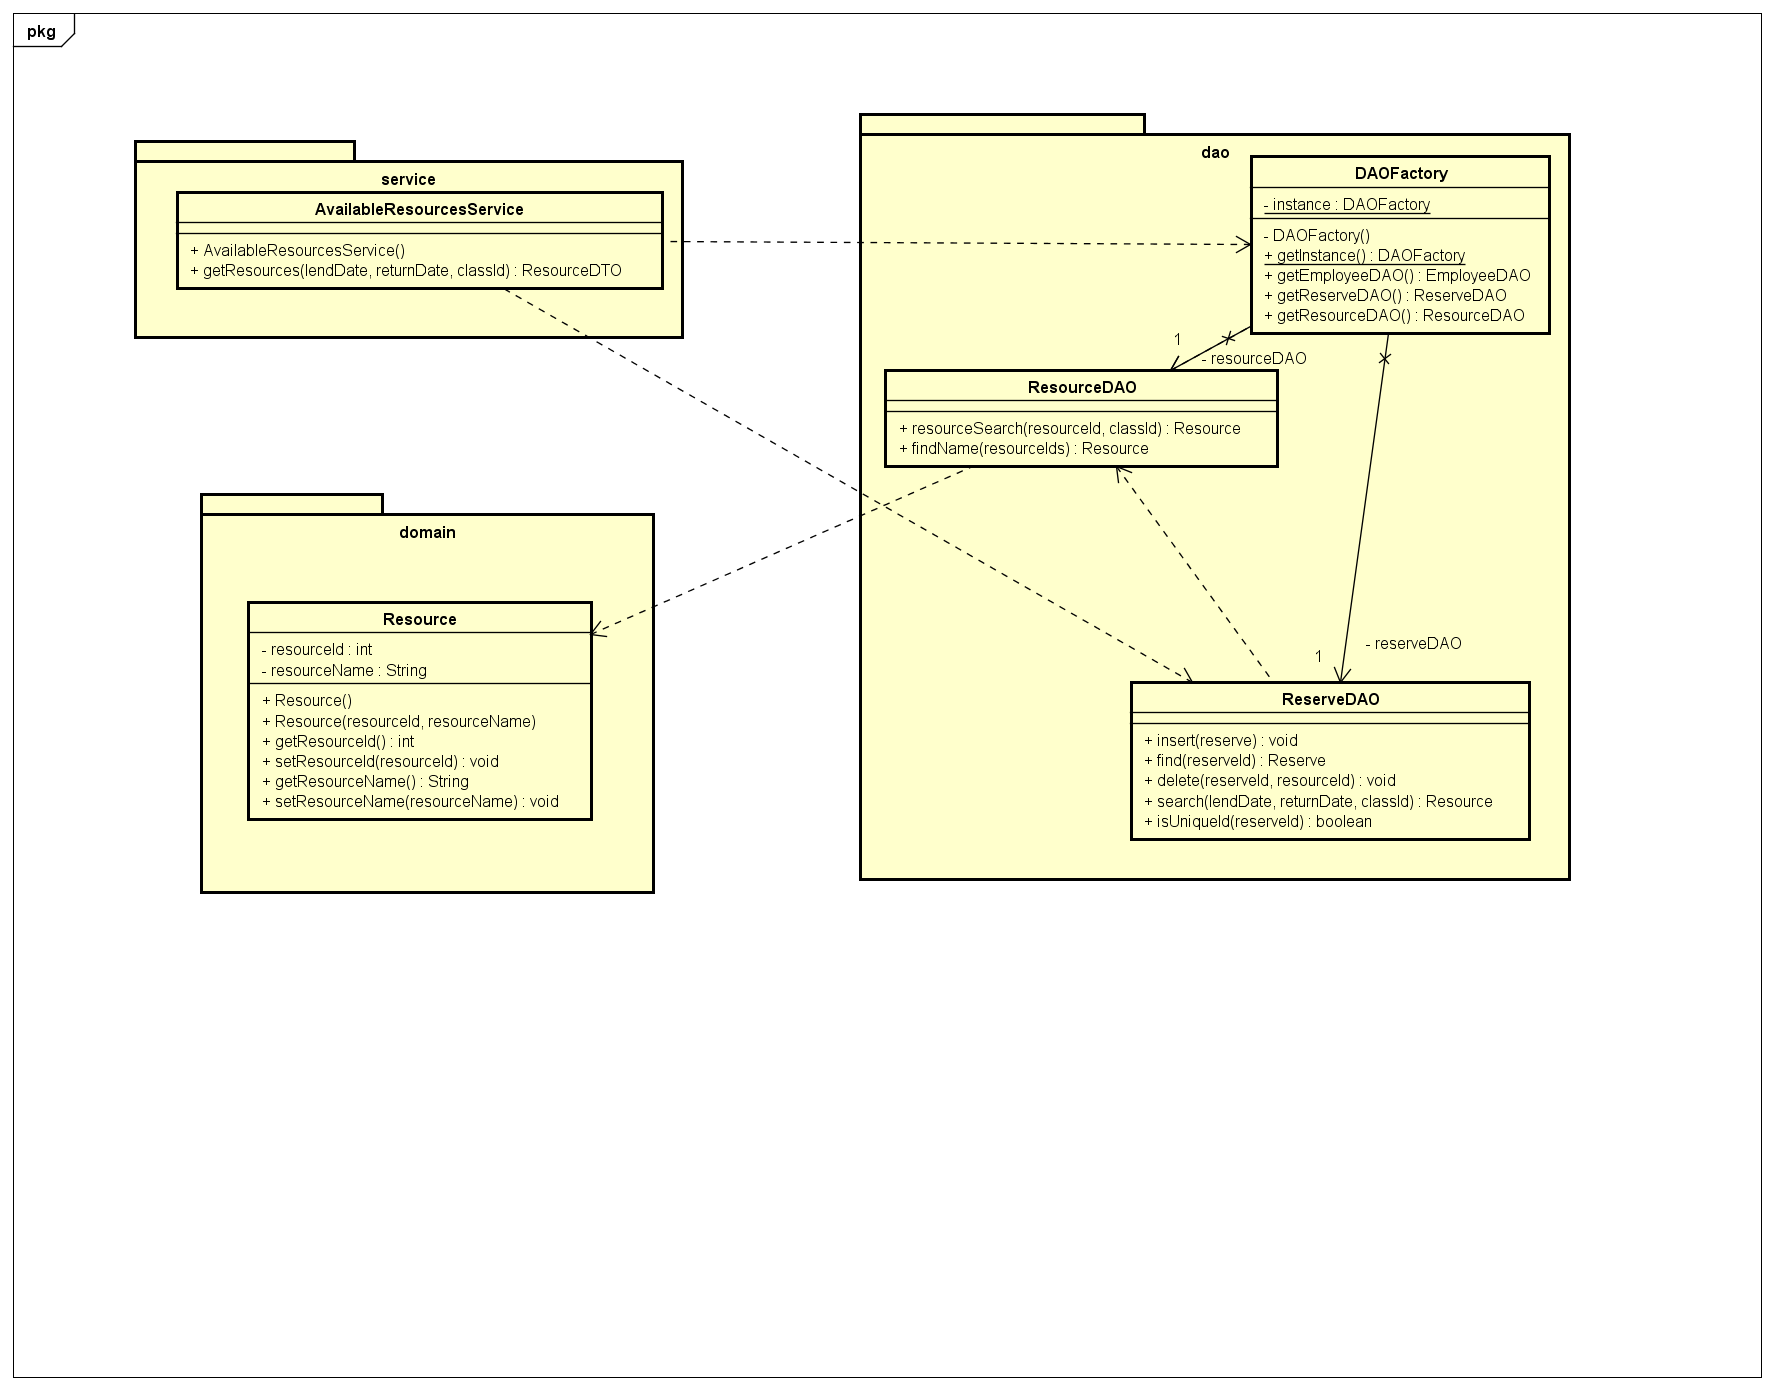 pkg
service
AvailableResourcesService
+ AvailableResourcesService()
+ getResources(lendDate, returnDate, classId) : ResourceDTO
dao
DAOFactory
- instance : DAOFactory
- DAOFactory()
+ getInstance() : DAOFactory
+ getEmployeeDAO() : EmployeeDAO
+ getReserveDAO() : ReserveDAO
+ getResourceDAO() : ResourceDAO
1
- resourceDAO
ResourceDAO
+ resourceSearch(resourceId, classId) : Resource
+ findName(resourceIds) : Resource
domain
Resource
- resourceId : int
- resourceName : String
+ Resource()
+ Resource(resourceId, resourceName)
+ getResourceId() : int
+ setResourceId(resourceId) : void
+ getResourceName() : String
+ setResourceName(resourceName) : void
- reserveDAO
1
ReserveDAO
+ insert(reserve) : void
+ find(reserveId) : Reserve
+ delete(reserveId, resourceId) : void
+ search(lendDate, returnDate, classId) : Resource
+ isUniqueId(reserveId) : boolean